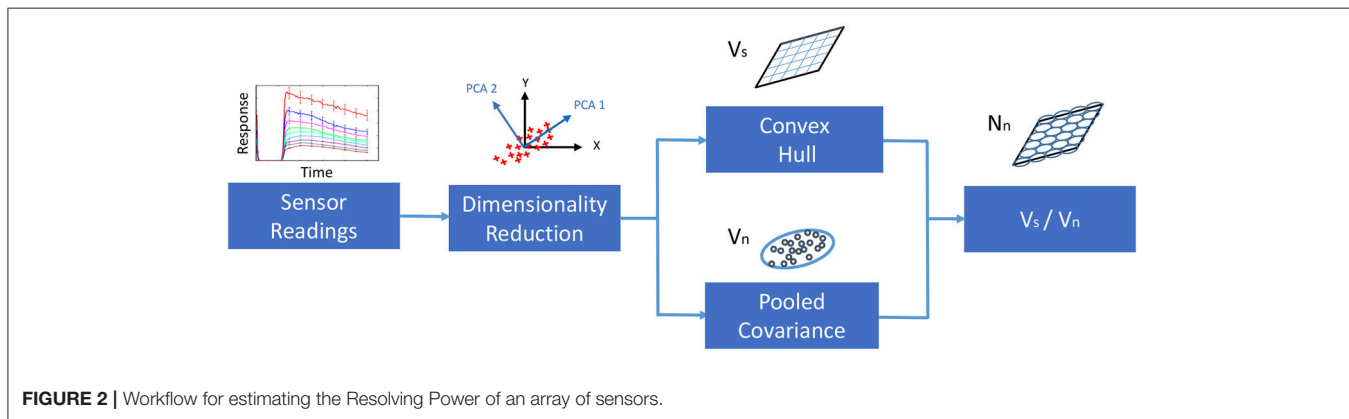 Response
Time
Sensor
Readings
PCA 2
Y
PCA 1
X
Dimensionality
Reduction
Vs
Convex
Hull
Vn
Pooled
Covariance
Nn
Vs / Vn
FIGURE 2 | Workflow for estimating the Resolving Power of an array of sensors.